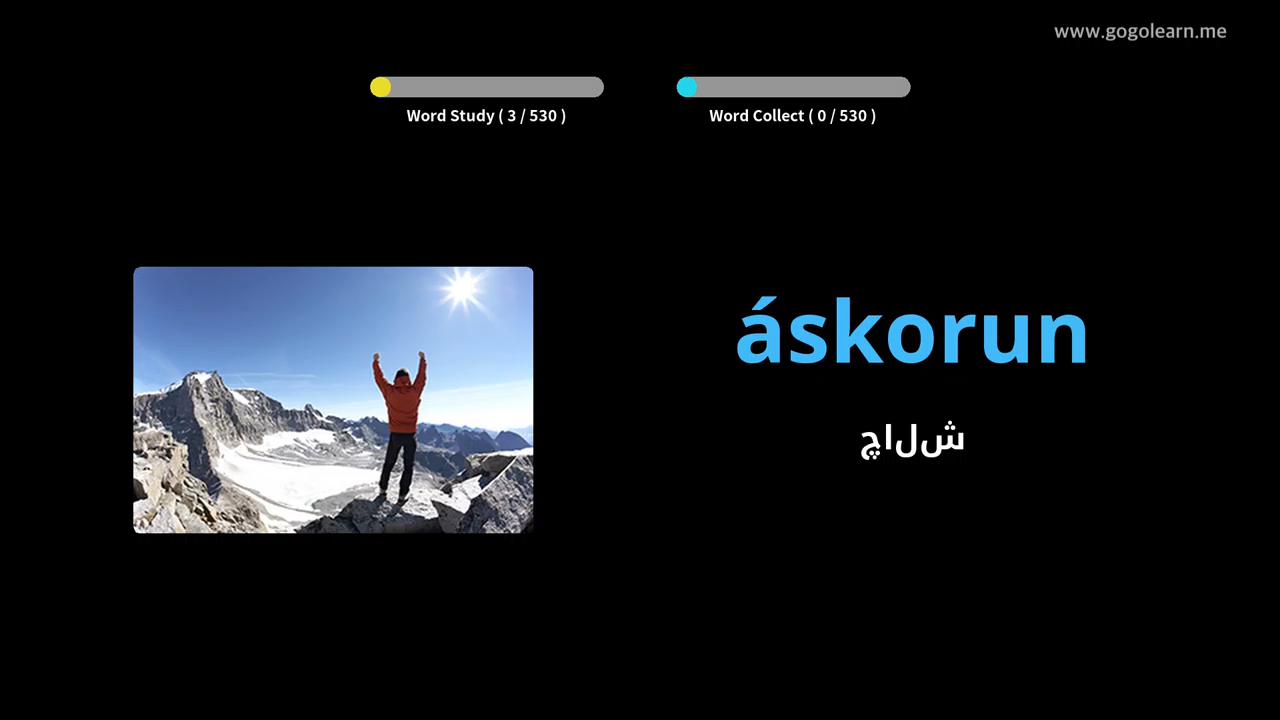 www.gogolearn.me
Word Study ( 3 / 530 )
Word Collect ( 0 / 530 )
áskorun
چالش